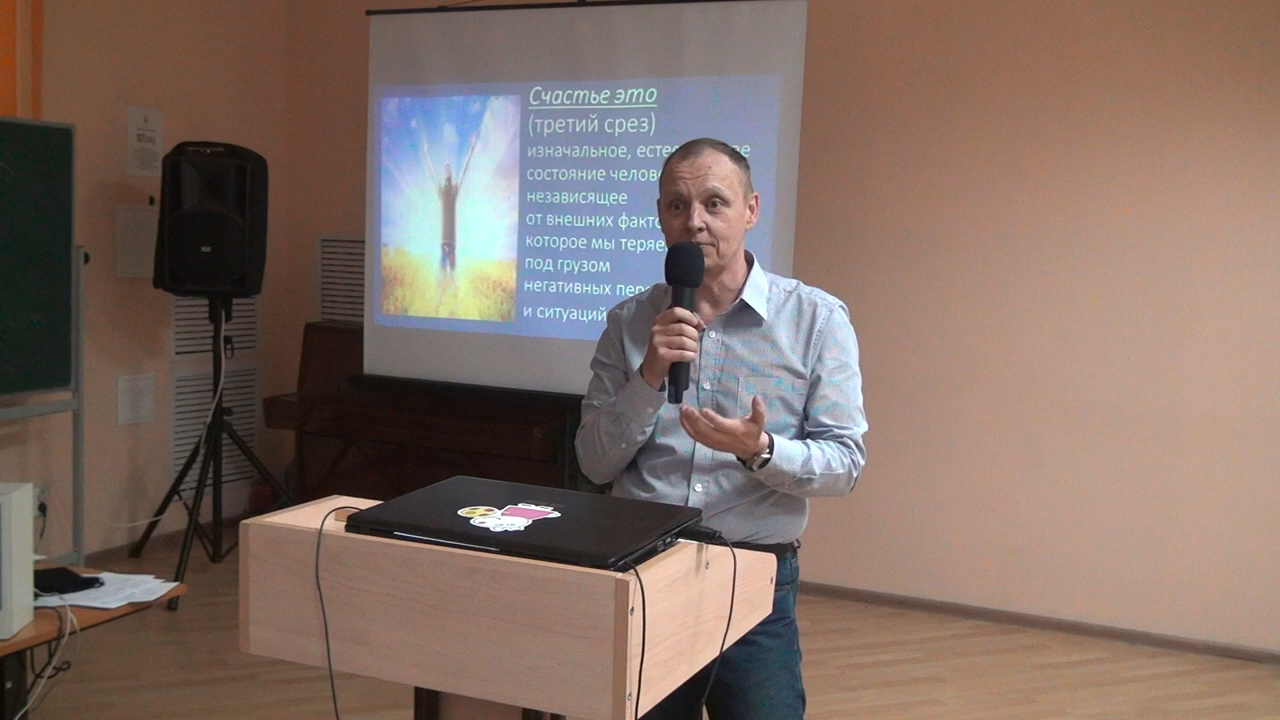 Счастье это
(третий срез)
изначальное,
состояние
независящее
от внешних
которое мы
под грузом
негативных
и ситуаций